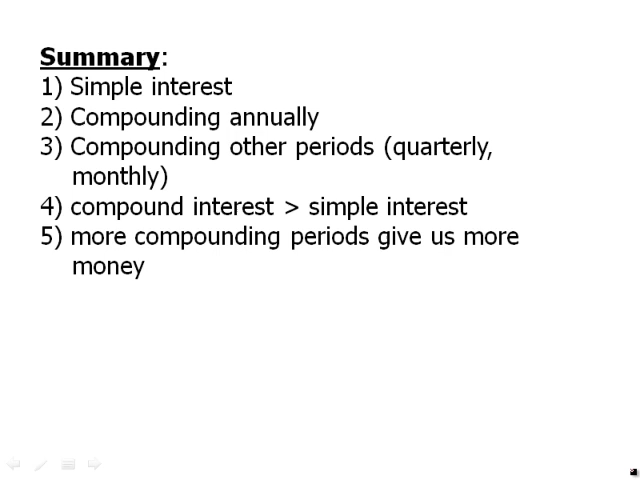 Summary:
1) Simple interest
2) Compounding annually
3) Compounding other periods (quarterly,
monthly)
4) compound interest > simple interest
5) more compounding periods give us more
money